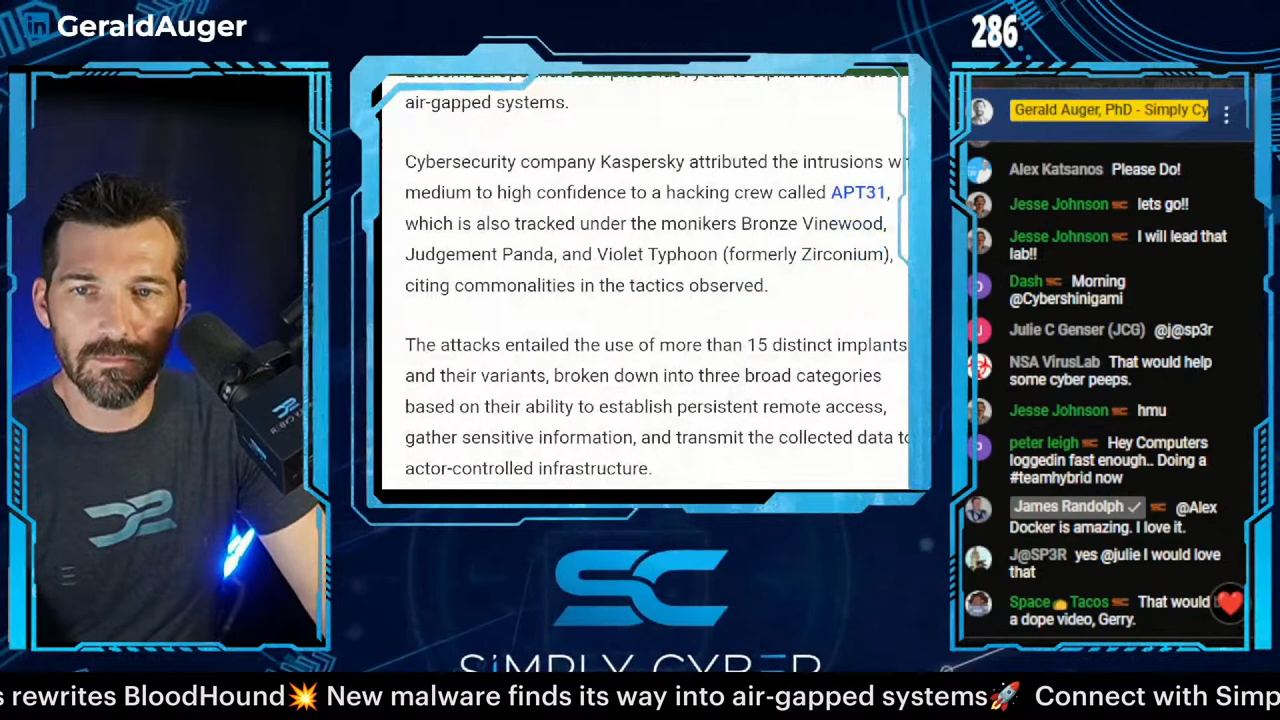 in GeraldAuger
286
air-gapped systems.
Cybersecurity company Kaspersky attributed the intrusions w
medium to high confidence to a hacking crew called APT31,
which is also tracked under the monikers Bronze Vinewood,
Judgement Panda, and Violet Typhoon (formerly Zirconium),
citing commonalities in the tactics observed.
The attacks entailed the use of more than 15 distinct implants
and their variants, broken down into three broad categories
based on their ability to establish persistent remote access,
gather sensitive information, and transmit the collected data to
actor-controlled infrastructure.
SC
SIMPLY CYBER
Gerald Auger, PhD - Simply Cy
Alex Katsanos Please Do!
Jesse Johnson lets go!!
Jesse Johnson I will lead that
lab!!
Dash Morning
@Cybershinigami
Julie C Genser (JCG) @j@sp3r
NSA VirusLab That would help
some cyber peeps.
Jesse Johnson hmu
peter leigh Hey Computers
loggedin fast enough.. Doing a
#teamhybrid now
James Randolph @Alex
Docker is amazing. I love it.
J@SP3R yes @julie I would love
that
Space Tacos That would
a dope video, Gerry.
s rewrites BloodHound💥 New malware finds its way into air-gapped systems🚀 Connect with Simp